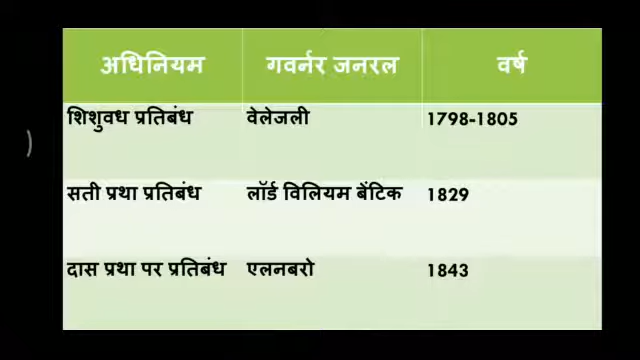 अधिनियम गवर्नर जनरल वर्ष
शिशुवध प्रतिबंध वेलेजली 1798-1805
सती प्रथा प्रतिबंध लॉर्ड विलियम बेंटिक 1829
दास प्रथा पर प्रतिबंध एलनबरो 1843